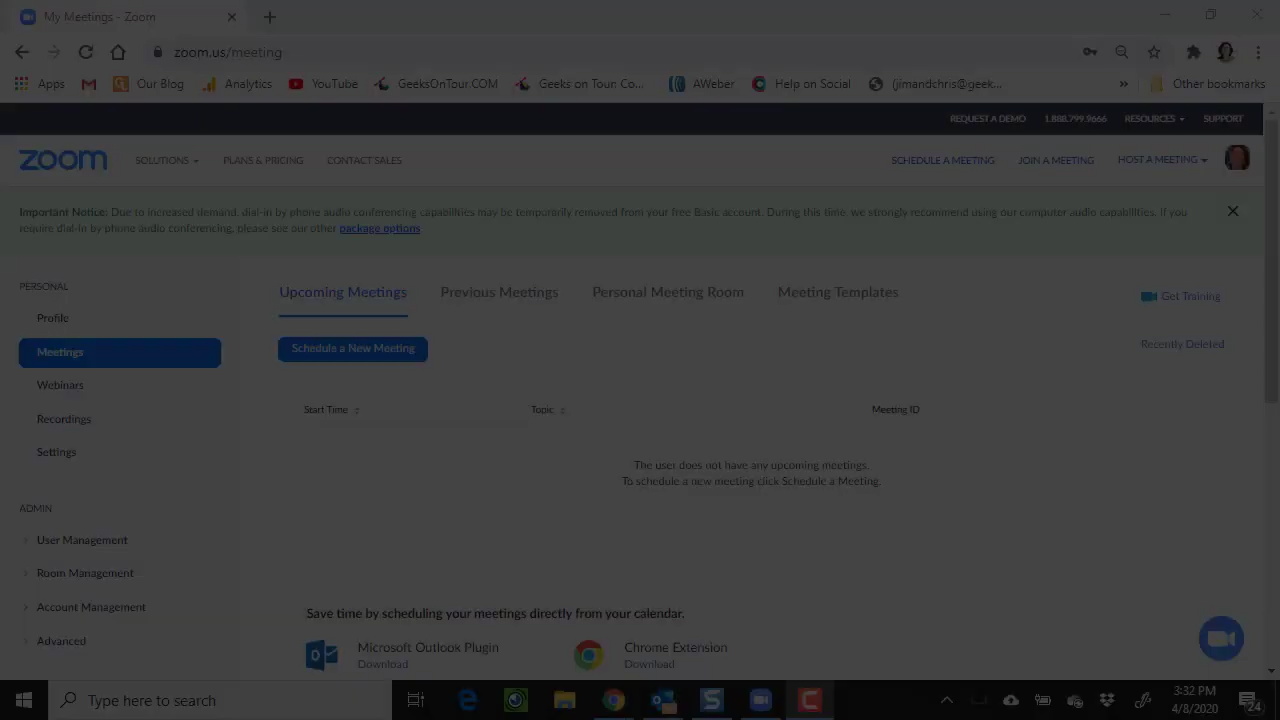 My Meetings - Zoom
zoom.us/meeting
Apps Our Blog Analytics YouTube GeeksOnTour.COM Geeks on Tour Co... AWeber Help on Social (jimandchris@geek... » Other bookmarks
REQUEST A DEMO 1.888.799.9666 RESOURCES SUPPORT
zoom SOLUTIONS PLANS & PRICING CONTACT SALES SCHEDULE A MEETING JOIN A MEETING HOST A MEETING
Important Notice: Due to increased demand, dial-in by phone audio conferencing capabilities may be temporarily removed from your free Basic account. During this time, we strongly recommend using our computer audio capabilities. If you
require dial-in by phone audio conferencing, please see our other package options
PERSONAL
Profile
Meetings
Webinars
Recordings
Settings
ADMIN
User Management
Room Management
Account Management
Advanced
Upcoming Meetings Previous Meetings Personal Meeting Room Meeting Templates
Get Training
Schedule a New Meeting
Recently Deleted
Start Time Topic Meeting ID
The user does not have any upcoming meetings.
To schedule a new meeting click Schedule a Meeting.
Save time by scheduling your meetings directly from your calendar.
Microsoft Outlook Plugin
Download
Chrome Extension
Download
Type here to search
3:32 PM
4/8/2020
24